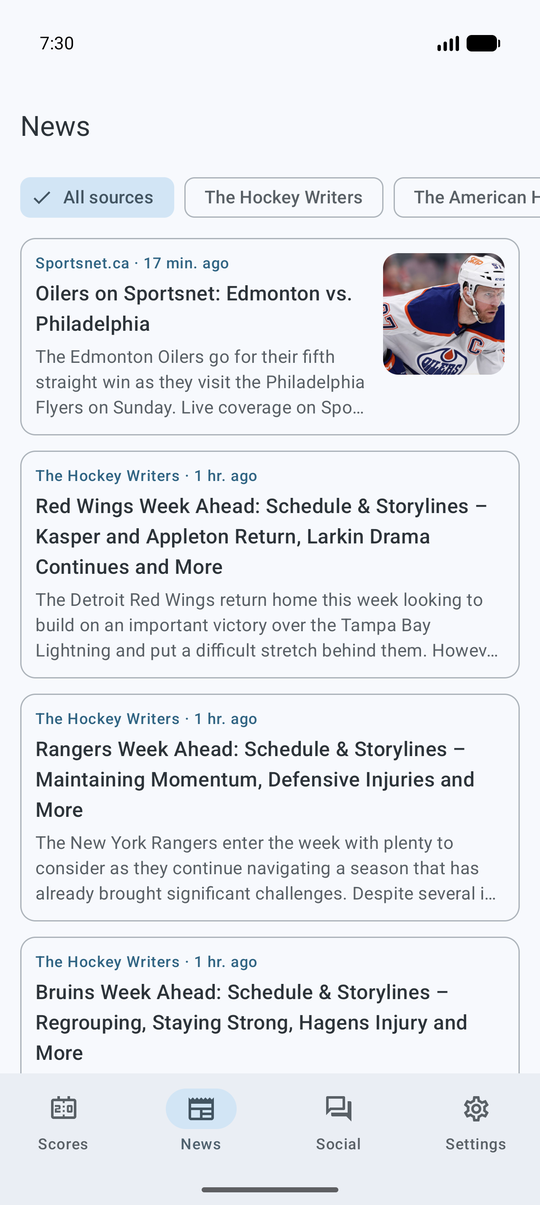 7:30
News
All sources
The Hockey Writers
The American H
Sportsnet.ca · 17 min. ago
Oilers on Sportsnet: Edmonton vs.
Philadelphia
The Edmonton Oilers go for their fifth
straight win as they visit the Philadelphia
Flyers on Sunday. Live coverage on Spo…
The Hockey Writers · 1 hr. ago
Red Wings Week Ahead: Schedule & Storylines –
Kasper and Appleton Return, Larkin Drama
Continues and More
The Detroit Red Wings return home this week looking to
build on an important victory over the Tampa Bay
Lightning and put a difficult stretch behind them. Howev…
The Hockey Writers · 1 hr. ago
Rangers Week Ahead: Schedule & Storylines –
Maintaining Momentum, Defensive Injuries and
More
The New York Rangers enter the week with plenty to
consider as they continue navigating a season that has
already brought significant challenges. Despite several i…
The Hockey Writers · 1 hr. ago
Bruins Week Ahead: Schedule & Storylines –
Regrouping, Staying Strong, Hagens Injury and
More
Scores
News
Social
Settings